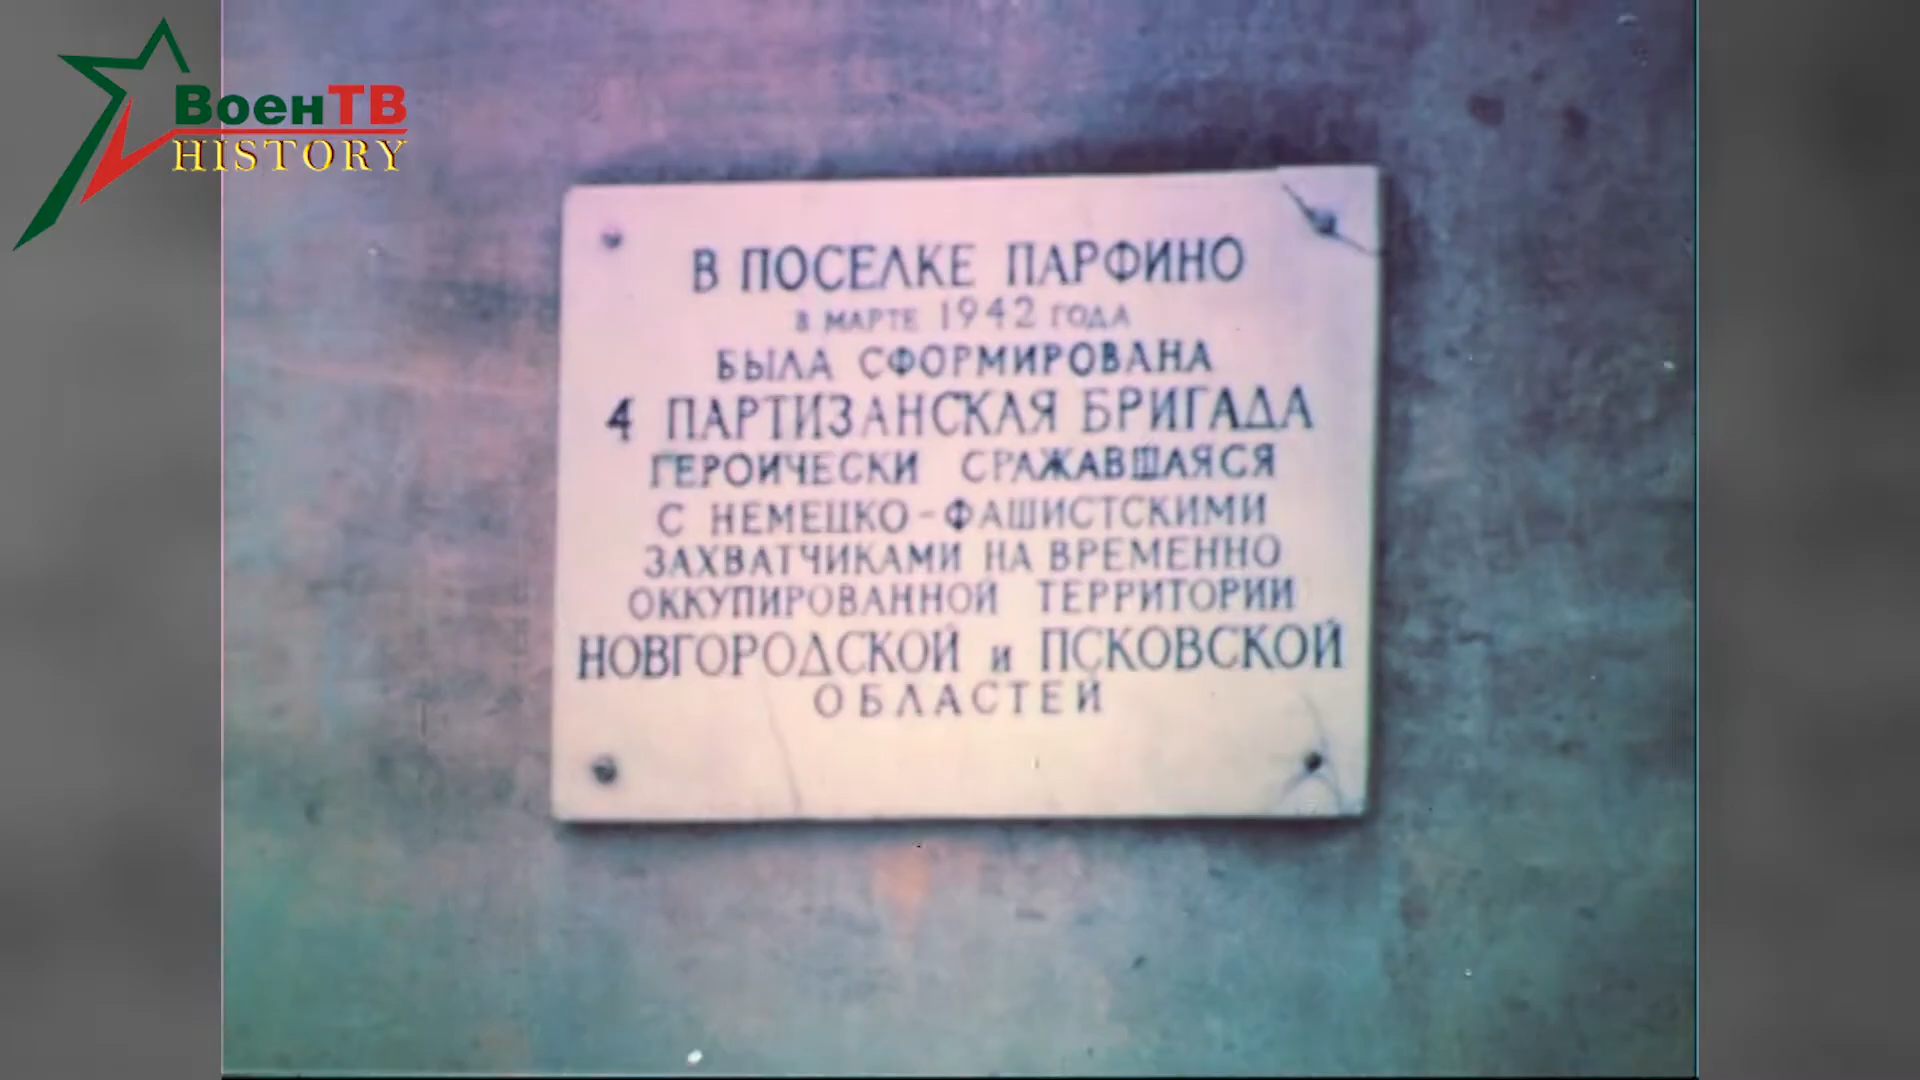 ВоенТВ
HISTORY
В ПОСЕЛКЕ ПАРФИНО
В МАРТЕ 1942 ГОДА
БЫЛА СФОРМИРОВАНА
4 ПАРТИЗАНСКАЯ БРИГАДА
ГЕРОИЧЕСКИ СРАЖАВШАЯСЯ
С НЕМЕЦКО-ФАШИСТСКИМИ
ЗАХВАТЧИКАМИ НА ВРЕМЕННО
ОККУПИРОВАННОЙ ТЕРРИТОРИИ
НОВГОРОДСКОЙ и ПСКОВСКОЙ
ОБЛАСТЕЙ